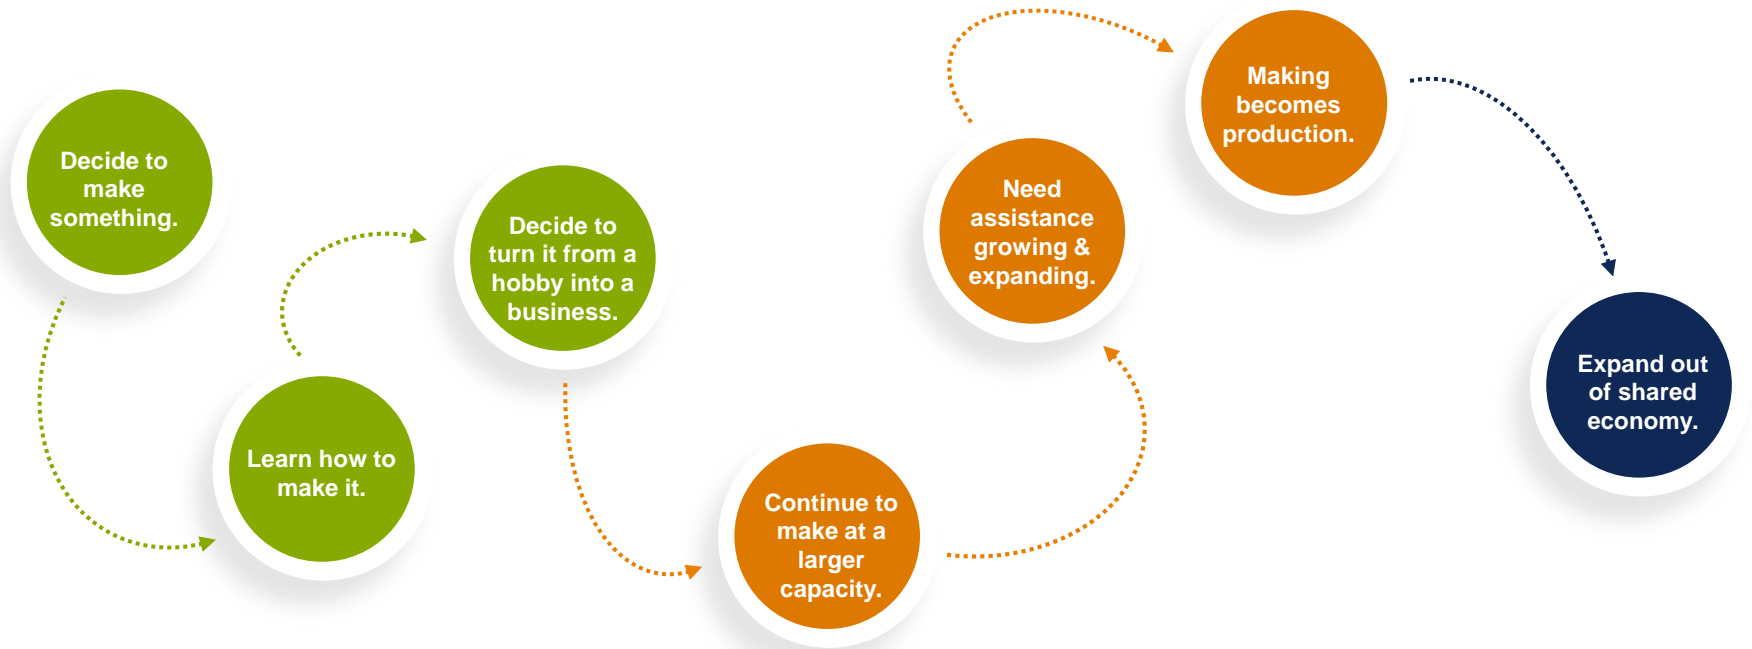 Decide to
make
something.
Learn how to
make it.
Decide to
turn it from a
hobby into a
business.
Continue to
make at a
larger
capacity.
Need
assistance
growing &
expanding.
Making
becomes
production.
Expand out
of shared
economy.